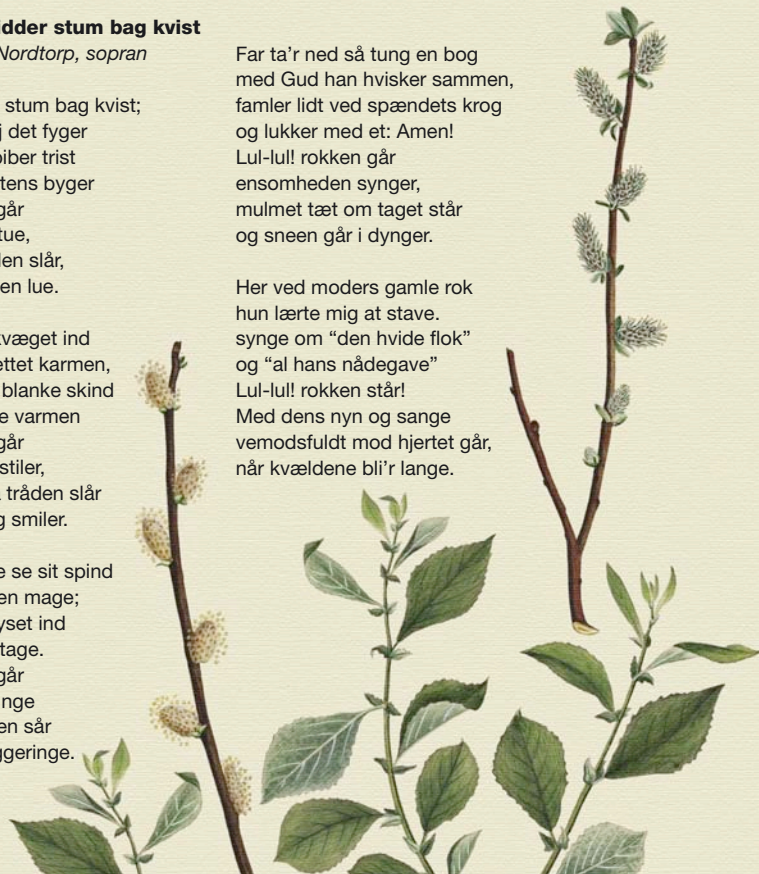 idder stum bag kvist
Nordtorp, sopran
stum bag kvist;
j det fyger
piber trist
tens byger
går
tue,
en slår,
en lue.
kvæget ind
ettet karmen,
blanke skind
e varmen
går
stiler,
tråden slår
g smiler.
e se sit spind
en mage;
yset ind
tage.
går
nge
en sår
ggeringe.
Far ta'r ned så tung en bog
med Gud han hvisker sammen,
famler lidt ved spændets krog
og lukker med et: Amen!
Lul-lul! rokken går
ensomheden synger,
mulmet tæt om taget står
og sneen går i dynger.
Her ved moders gamle rok
hun lærte mig at stave.
synge om “den hvide flok”
og “al hans nådegave”
Lul-lul! rokken står!
Med dens nyn og sange
vemodsfuldt mod hjertet går,
når kvældene bli'r lange.